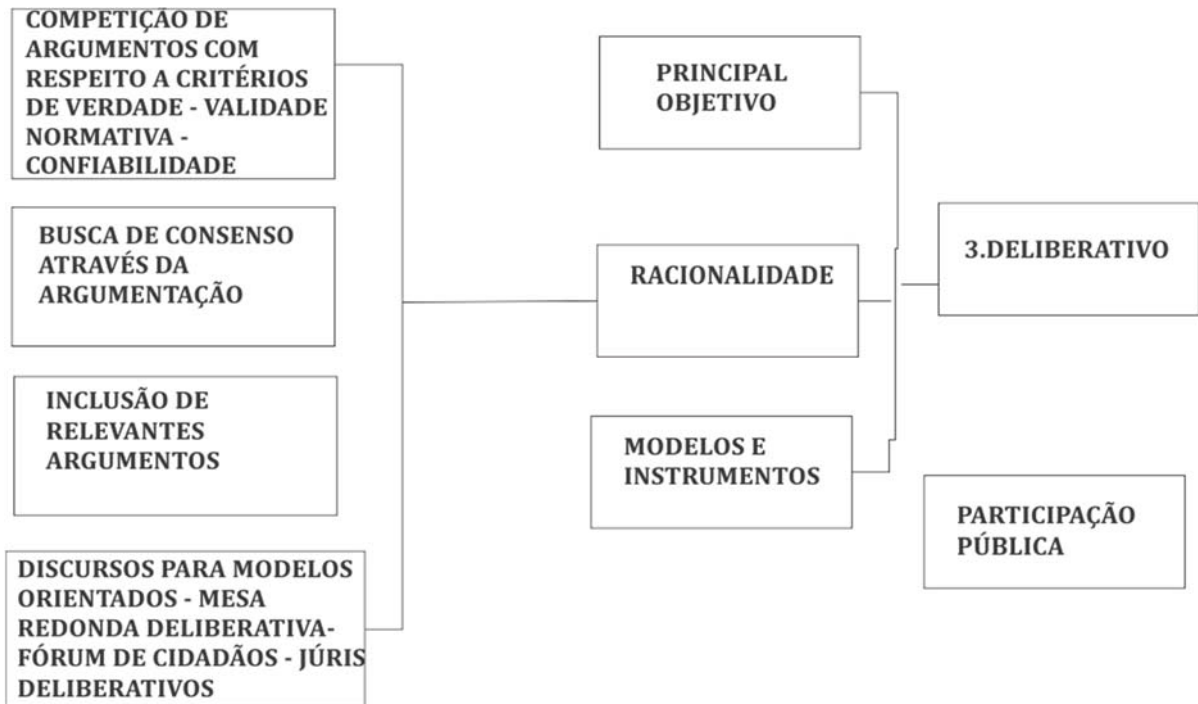 COMPETIÇÃO DE
ARGUMENTOS COM
RESPEITO A CRITÉRIOS
DE VERDADE - VALIDADE
NORMATIVA -
CONFIABILIDADE
BUSCA DE CONSENSO
ATRAVÉS DA
ARGUMENTAÇÃO
INCLUSÃO DE
RELEVANTES
ARGUMENTOS
DISCURSOS PARA MODELOS
ORIENTADOS - MESA
REDONDA DELIBERATIVA-
FÓRUM DE CIDADÃOS - JÚRIS
DELIBERATIVOS
PRINCIPAL
OBJETIVO
RACIONALIDADE
MODELOS E
INSTRUMENTOS
3.DELIBERATIVO
PARTICIPAÇÃO
PÚBLICA